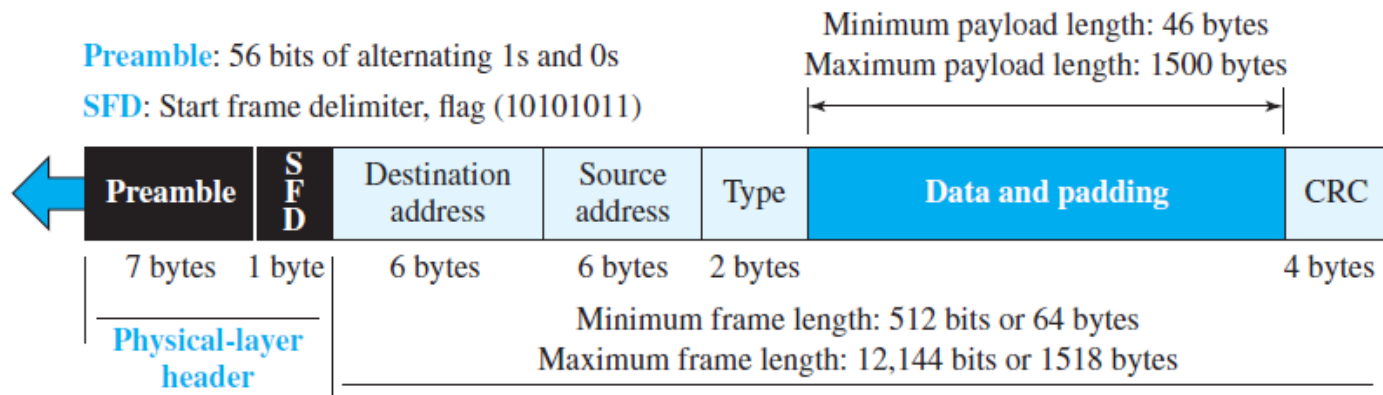 Minimum payload length: 46 bytes
Preamble: 56 bits of alternating 1s and 0s
Maximum payload length: 1500 bytes
SFD: Start frame delimiter, flag (10101011)
Preamble
S
F
D
Destination
address
Source
address
Type
Data and padding
CRC
7 bytes 1 byte 6 bytes 6 bytes 2 bytes 4 bytes
Physical-layer
header
Minimum frame length: 512 bits or 64 bytes
Maximum frame length: 12,144 bits or 1518 bytes